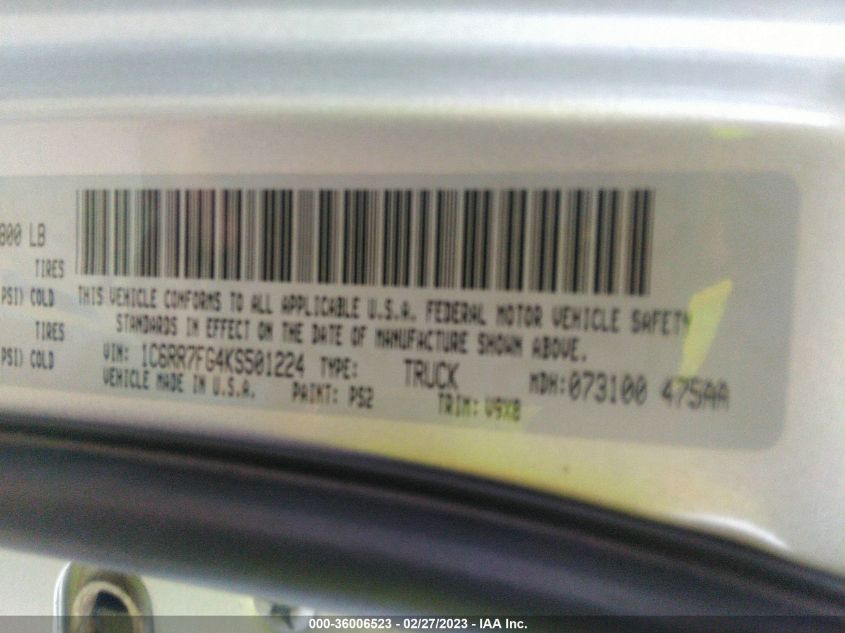 800 LB
TIRES
PSI) COLD
TIRES
PSI) COLD
THIS VEHICLE CONFORMS TO ALL APPLICABLE U.S.A. FEDERAL MOTOR VEHICLE SAFETY
STANDARDS IN EFFECT ON THE DATE OF MANUFACTURE SHOWN ABOVE.
VIN: 1C6RR7FG4KS501224 TYPE: TRUCK MDH: 073100 475AA
VEHICLE MADE IN U.S.A. PAINT: PS2 TRIM: V9X8
000-36006523 - 02/27/2023 - IAA Inc.